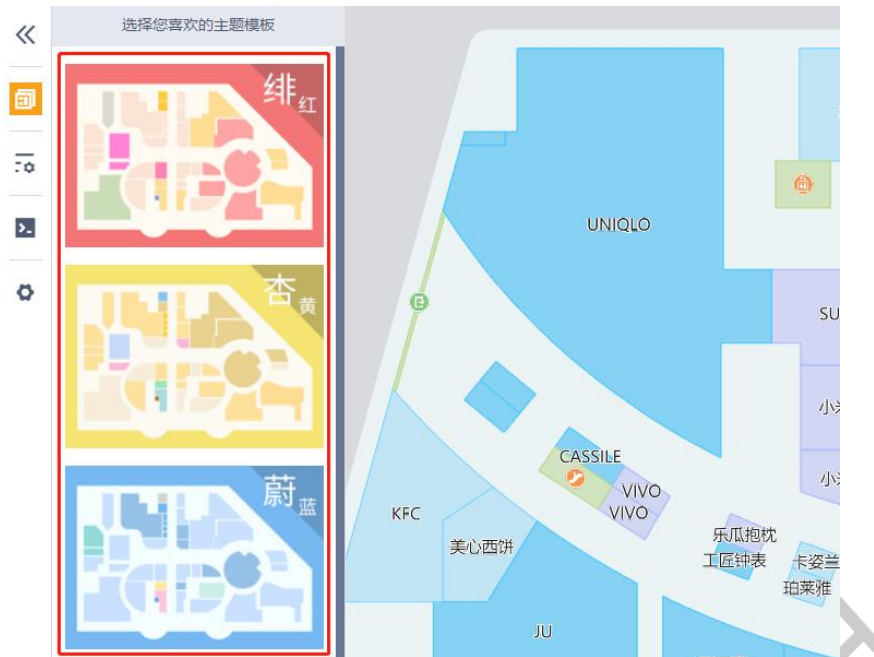 选择您喜欢的主题模板
绯红
杏黄
蔚蓝
UNIQLO
SU
小米
CASSILE
小
VIVO
VIVO
KFC
美心西饼
乐瓜抱枕
工匠钟表
卡姿兰
珀莱雅
JU